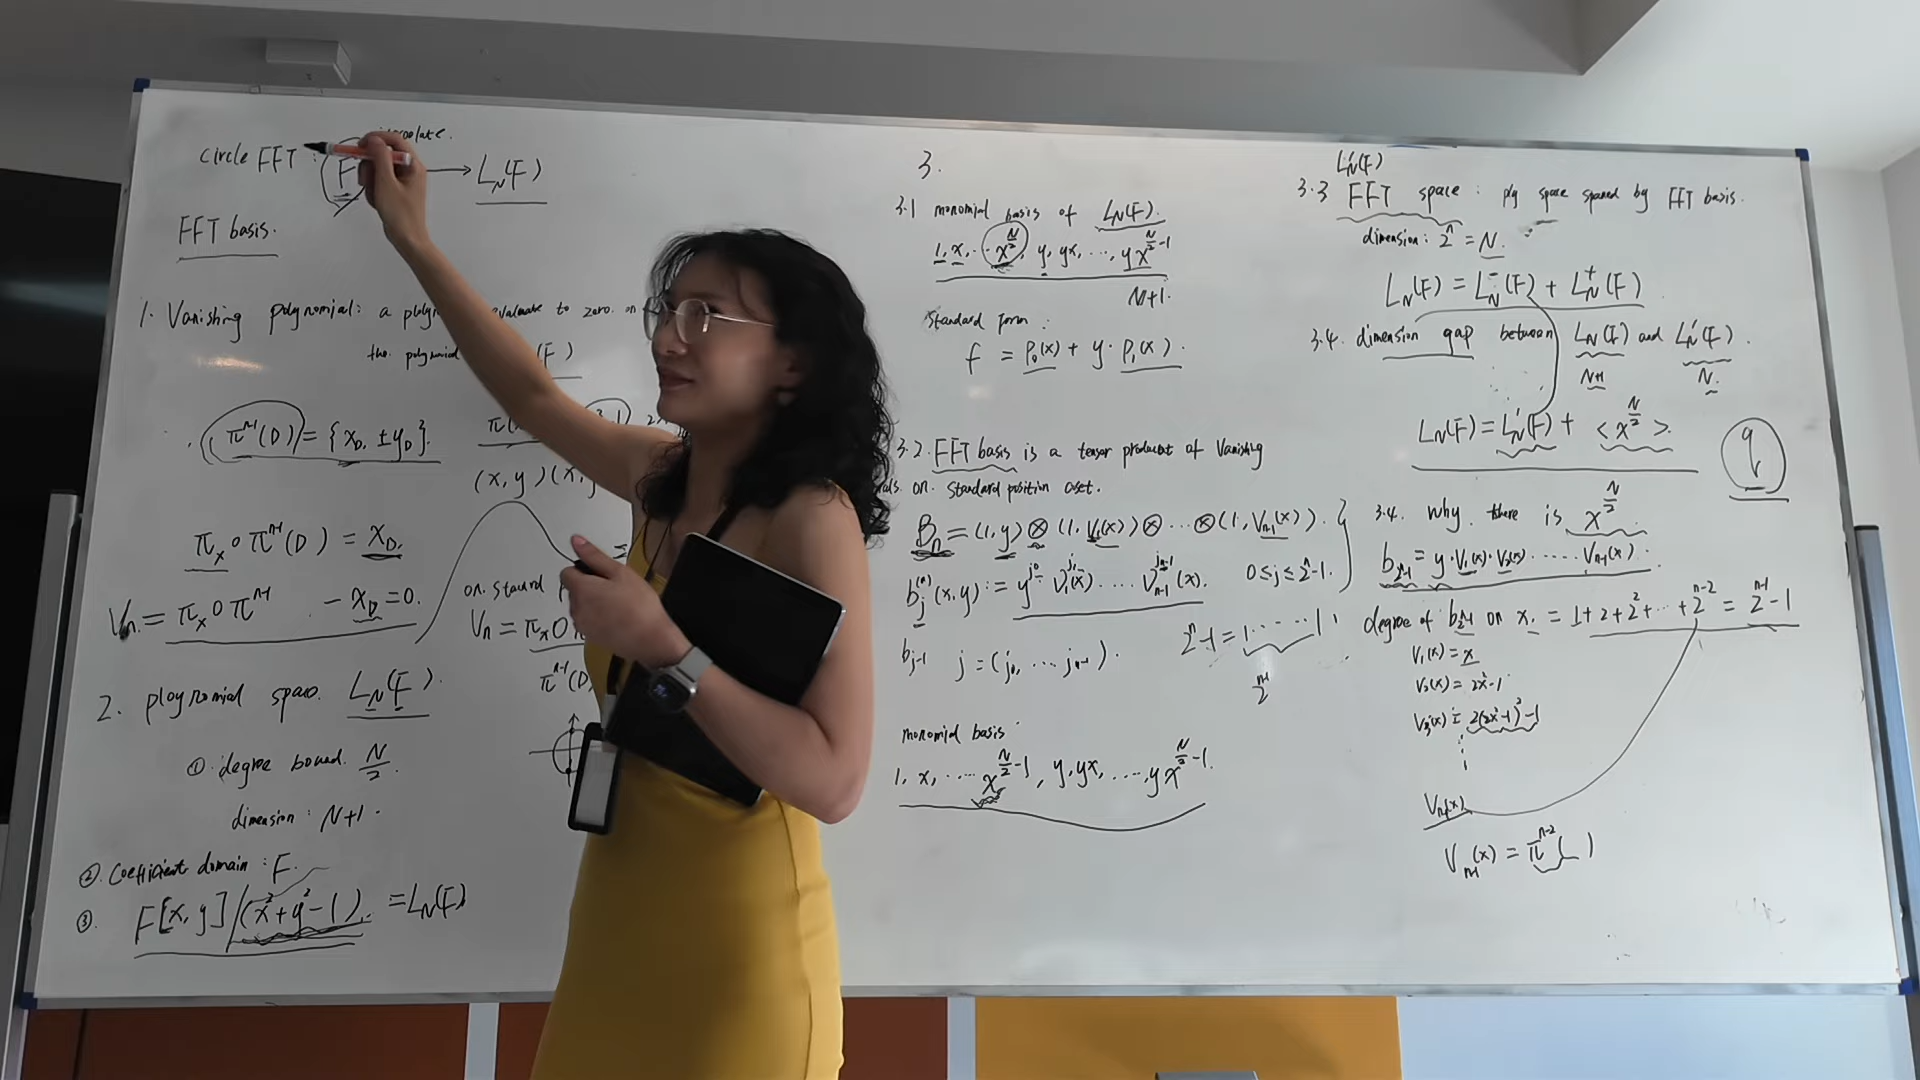 circle FFT : F → L_N(F)
FFT basis.
1. Vanishing polynomial: a evaluate to zero on
the polynomial (F)
π^{n-1}(D) = {x_D, ±y_D}.
(x, y) (x,
π_x ∘ π^{n-1}(D) = x_D.
V_n = π_x ∘ π^{n-1} - x_D = 0.
on
V_n = π_x ∘
π^{n-1}(D)
2. ploynomial space. L_N(F).
① degree bound. N/2.
dimension: N+1.
② Coefficient domain: F.
③ F[x, y]/(x²+y²-1). = L_N(F)
3.
3.1 monomial basis of L_N(F).
1, x, ... x^{N/2}, y, yx, ..., yx^{N/2 -1}
N+1.
Standard form:
f = P_0(x) + y · P_1(x).
3.2. FFT basis is a tensor product of Vanishing
on Standard position coset.
B_n = (1, y) ⊗ (1, V_1(x)) ⊗ ... ⊗ (1, V_{n-1}(x)).
b_j^{(n)}(x, y) := y^{j_0} V_1^{j_1}(x) .... V_{n-1}^{j_{n-1}}(x). 0≤j≤2^n-1.
b_{j-1} j = (j_0, ... j_{n-1}).
2^n-1 = 1.....1
monomial basis:
1, x, ..... x^{N/2 -1}, y, yx, ...., yx^{N/2 -1}.
L'_N(F)
3.3 FFT space: ply space spaned by FFT basis.
dimension: 2^n = N.
L_N(F) = L_N^-(F) + L_N^+(F)
3.4. dimension gap between L_N(F) and L'_N(F).
N+1 N.
L_N(F) = L'_N(F) + <x^{N/2}>.
q
3.4. why. there is x^{N/2}
b_{2^n-1} = y·V_1(x)·V_2(x) ..... V_{n-1}(x).
degree of b_{2^n-1} on x. = 1+2+2²+...+2^{n-2} = 2^{n-1}-1
V_1(x) = x
V_2(x) = 2x²-1
V_3(x) = 2(2x²-1)²-1
V_{n-1}(x)
V_{n-1}(x) = π^{n-2}( )